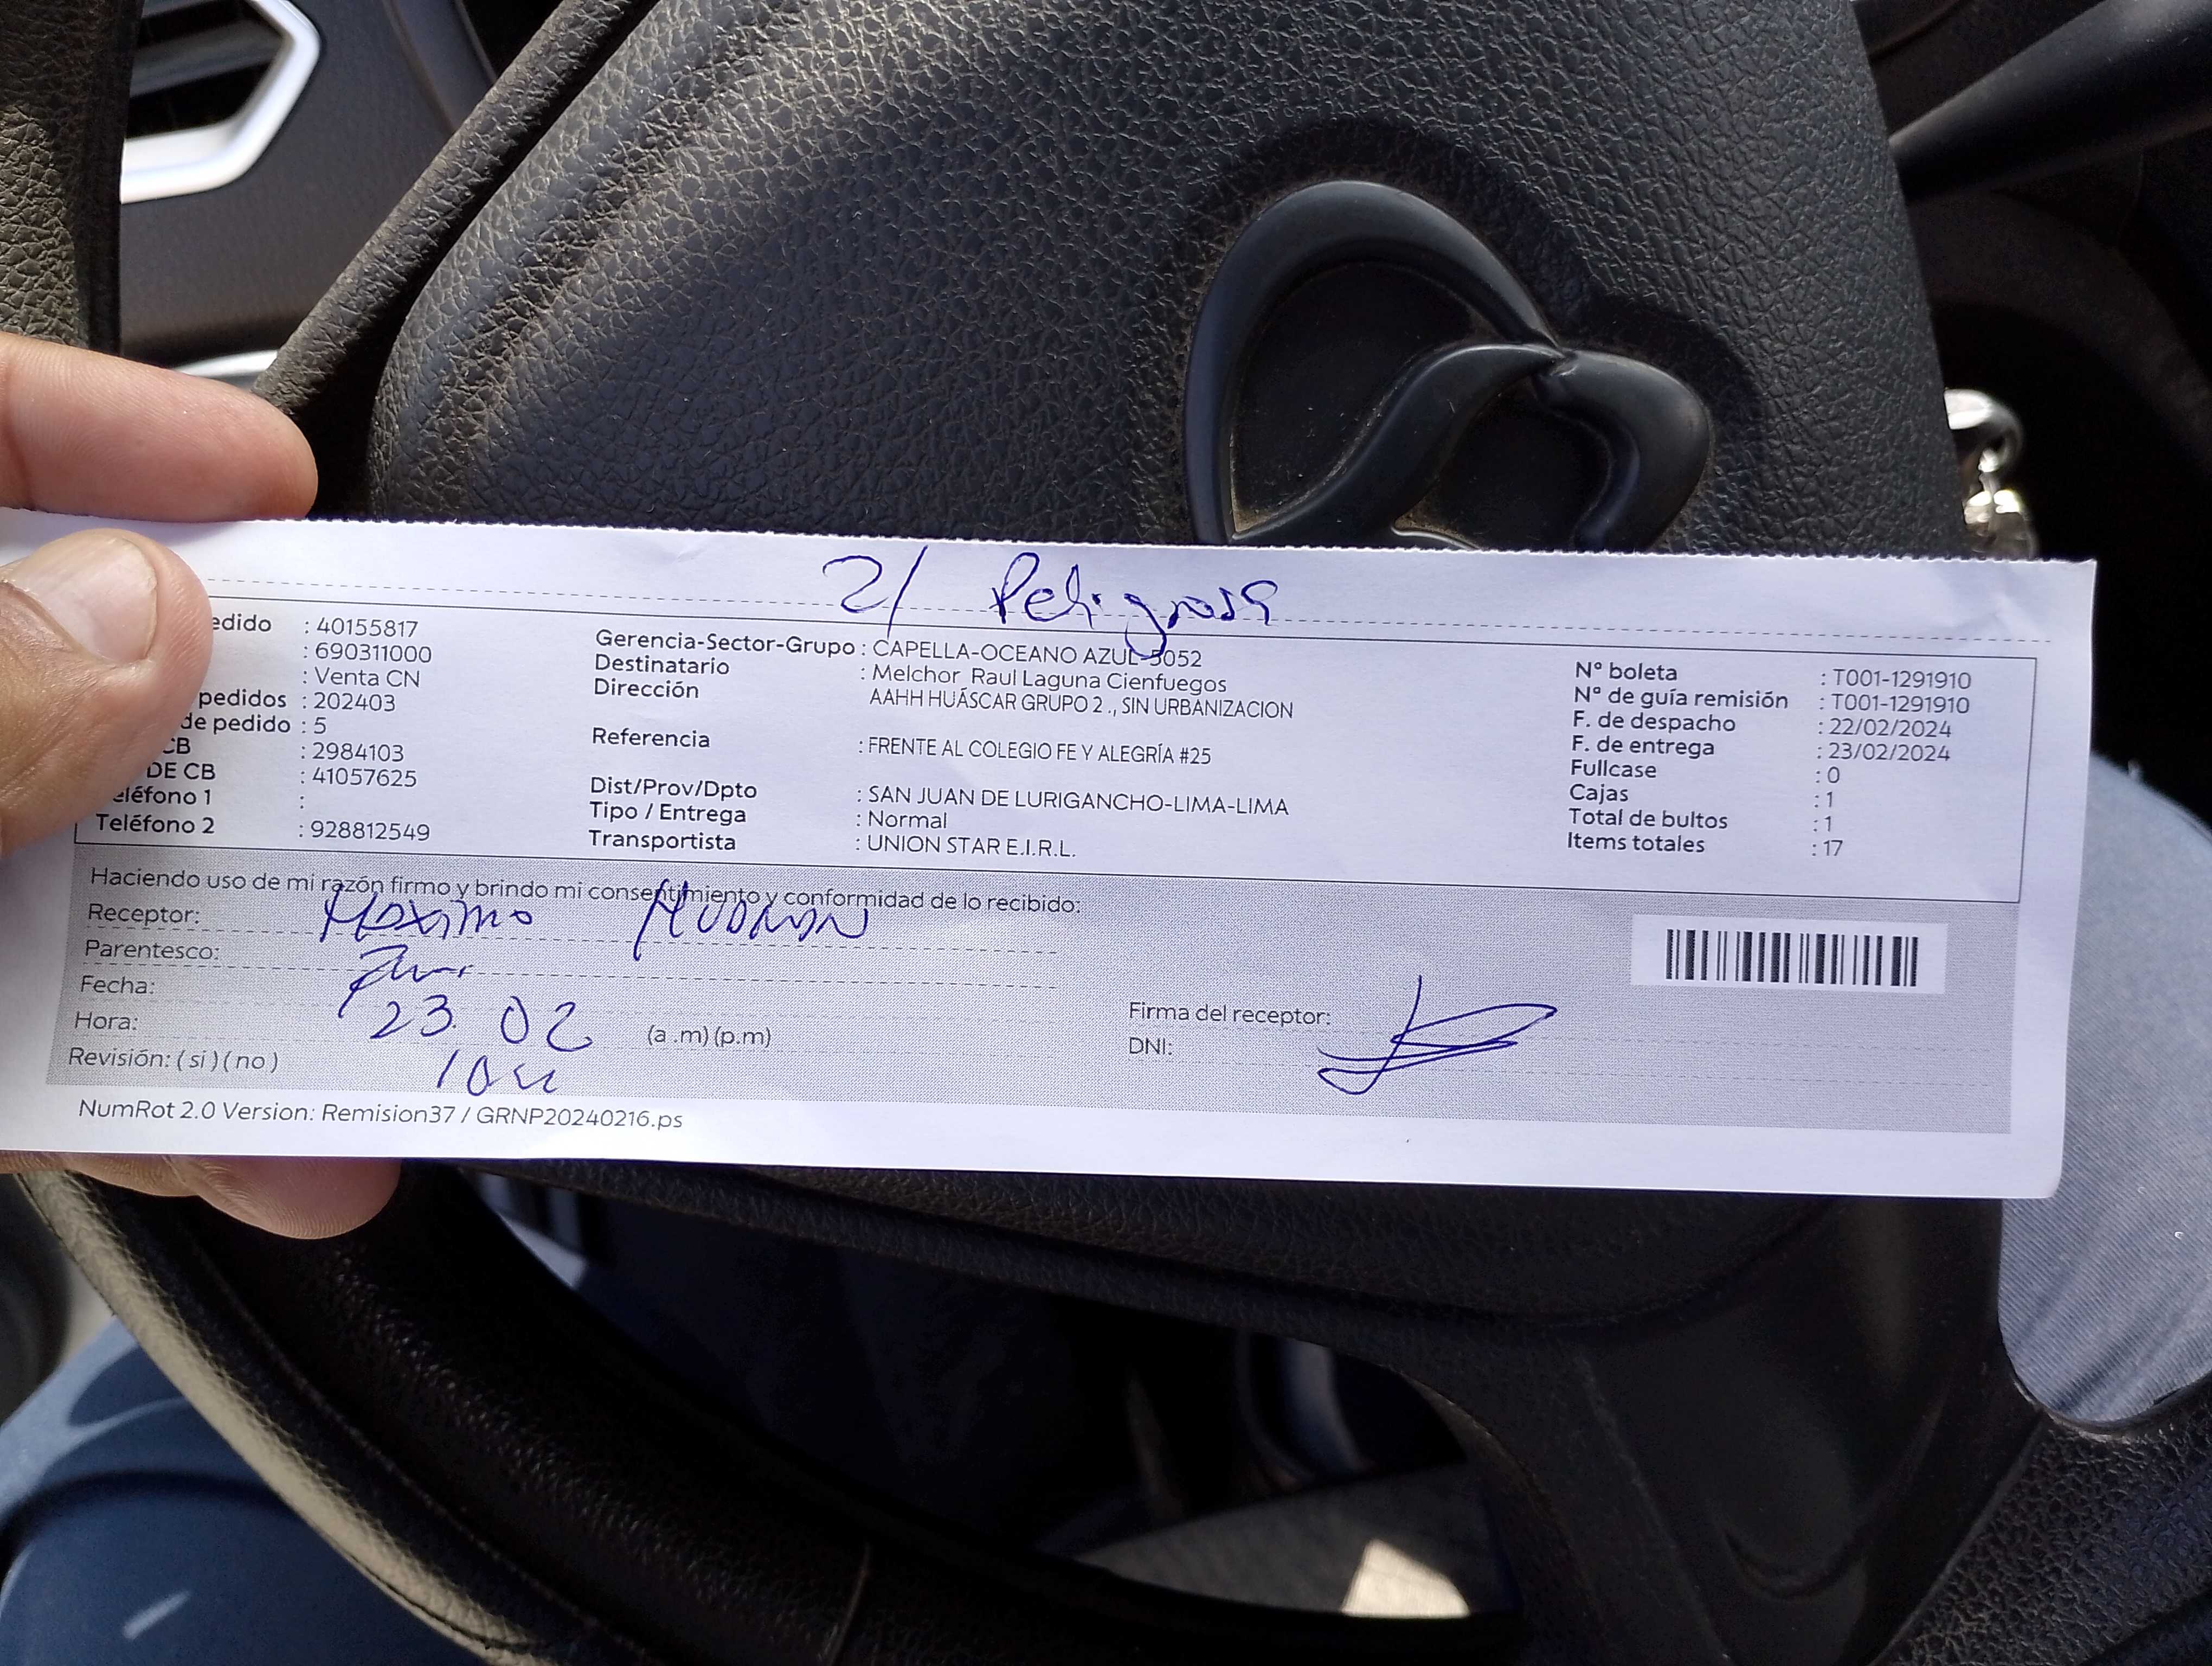 2/ Peligrosa
edido : 40155817
: 690311000
: Venta CN
pedidos : 202403
de pedido : 5
CB : 2984103
DE CB : 41057625
eléfono 1 :
Teléfono 2 : 928812549
Gerencia-Sector-Grupo : CAPELLA-OCEANO AZUL-5052
Destinatario : Melchor Raul Laguna Cienfuegos
Dirección AAHH HUÁSCAR GRUPO 2 ., SIN URBANIZACION
Referencia : FRENTE AL COLEGIO FE Y ALEGRÍA #25
Dist/Prov/Dpto : SAN JUAN DE LURIGANCHO-LIMA-LIMA
Tipo / Entrega : Normal
Transportista : UNION STAR E.I.R.L.
Nº boleta : T001-1291910
Nº de guía remisión : T001-1291910
F. de despacho : 22/02/2024
F. de entrega : 23/02/2024
Fullcase : 0
Cajas : 1
Total de bultos : 1
Items totales : 17
Haciendo uso de mi razón firmo y brindo mi consentimiento y conformidad de lo recibido:
Receptor: Maximo
Parentesco:
Fecha: 23 02
Hora: (a .m) (p.m)
Revisión: ( si ) ( no )
Firma del receptor:
DNI:
NumRot 2.0 Version: Remision37 / GRNP20240216.ps